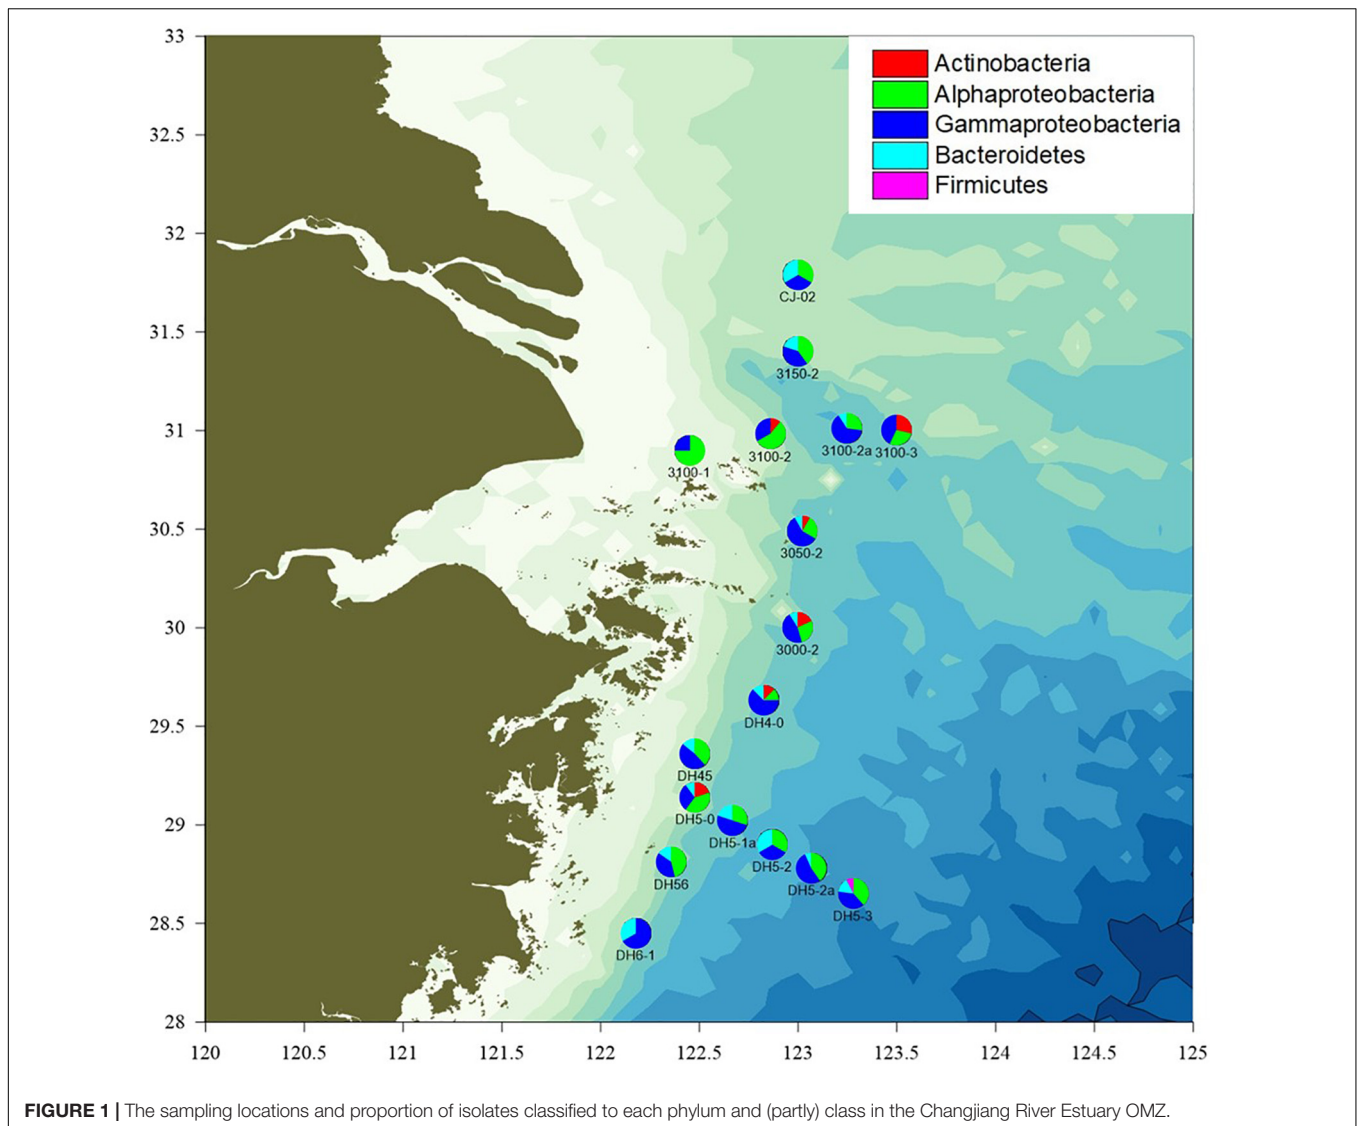 33
32.5
32
31.5
31
30.5
30
29.5
29
28.5
28
120
120.5
121
121.5
122
122.5
123
123.5
124
124.5
125
Actinobacteria
Alphaproteobacteria
Gammaproteobacteria
Bacteroidetes
Firmicutes
CJ-02
3150-2
3100-1
3100-2
3100-2a
3100-3
3050-2
3000-2
DH4-0
DH45
DH5-0
DH5-1a
DH5-2
DH5-2a
DH5-3
DH56
DH6-1
FIGURE 1 | The sampling locations and proportion of isolates classified to each phylum and (partly) class in the Changjiang River Estuary OMZ.